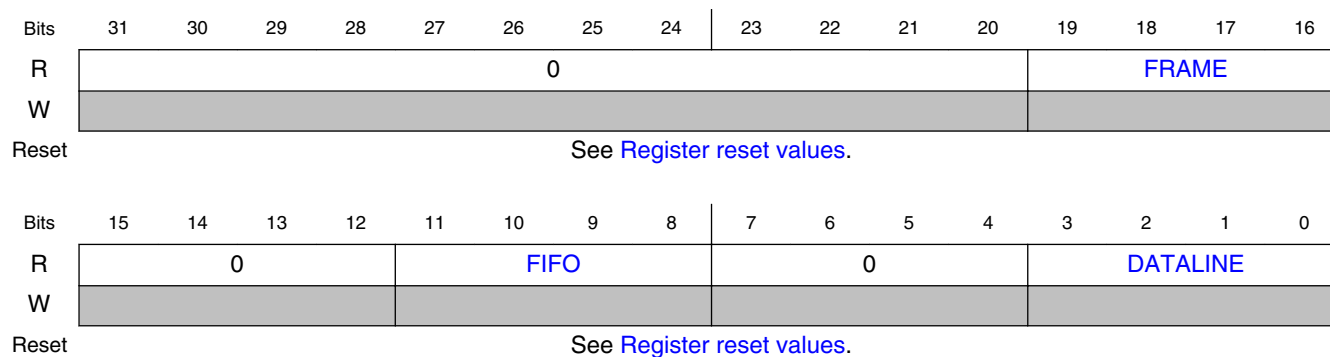 Bits 31 30 29 28 27 26 25 24 23 22 21 20 19 18 17 16
R 0 FRAME
W
Reset See Register reset values.
Bits 15 14 13 12 11 10 9 8 7 6 5 4 3 2 1 0
R 0 FIFO 0 DATALINE
W
Reset See Register reset values.